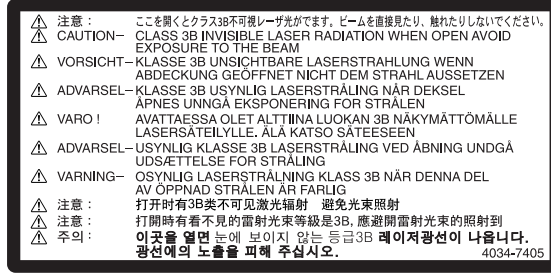 注意： ここを開くとクラス3B不可視レーザ光がでます。ビームを直接見たり、触れたりしないでください。
CAUTION– CLASS 3B INVISIBLE LASER RADIATION WHEN OPEN AVOID
EXPOSURE TO THE BEAM
VORSICHT– KLASSE 3B UNSICHTBARE LASERSTRAHLUNG WENN
ABDECKUNG GEÖFFNET NICHT DEM STRAHL AUSSETZEN
ADVARSEL– KLASSE 3B USYNLIG LASERSTRÅLING NÅR DEKSEL
ÅPNES UNNGÅ EKSPONERING FOR STRÅLEN
VARO ! AVATTAESSA OLET ALTTIINA LUOKAN 3B NÄKYMÄTTÖMÄLLE
LASERSÄTEILYLLE. ÄLÄ KATSO SÄTEESEEN
ADVARSEL– USYNLIG KLASSE 3B LASERSTRÅLING VED ÅBNING UNDGÅ
UDSÆTTELSE FOR STRÅLING
VARNING– OSYNLIG LASERSTRÅLNING KLASS 3B NÄR DENNA DEL
AV ÖPPNAD STRÅLEN ÄR FARLIG
注意： 打开时有3B类不可见激光辐射 避免光束照射
注意： 打開時有看不見的雷射光束等級是3B, 應避開雷射光束的照射到
주의 : 이곳을 열면 눈에 보이지 않는 등급3B 레이저광선이 나옵니다.
광선에의 노출을 피해 주십시오. 4034-7405